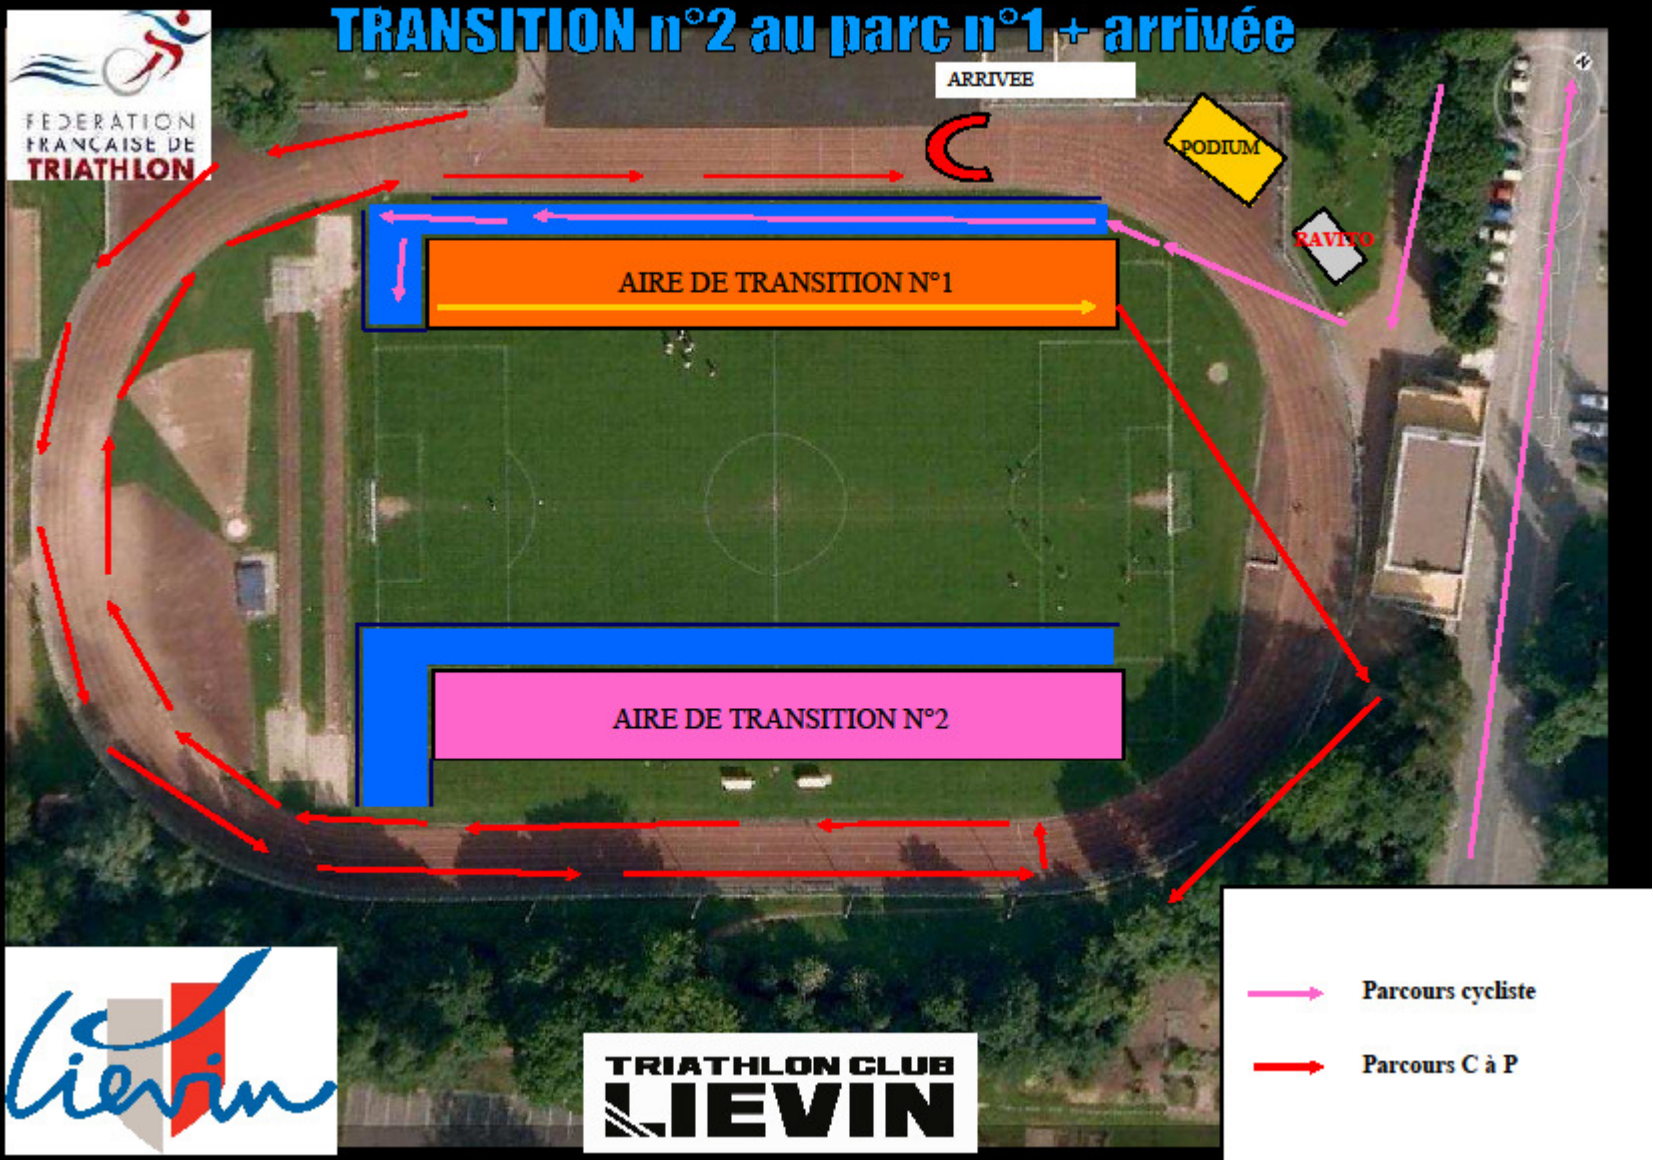 TRANSITION n°2 au parc n°1 + arrivée
FEDERATION
FRANÇAISE DE
TRIATHLON
ARRIVEE
PODIUM
RAVITO
AIRE DE TRANSITION N°1
AIRE DE TRANSITION N°2
Parcours cycliste
Parcours C à P
Liévin
TRIATHLON CLUB
LIEVIN
N